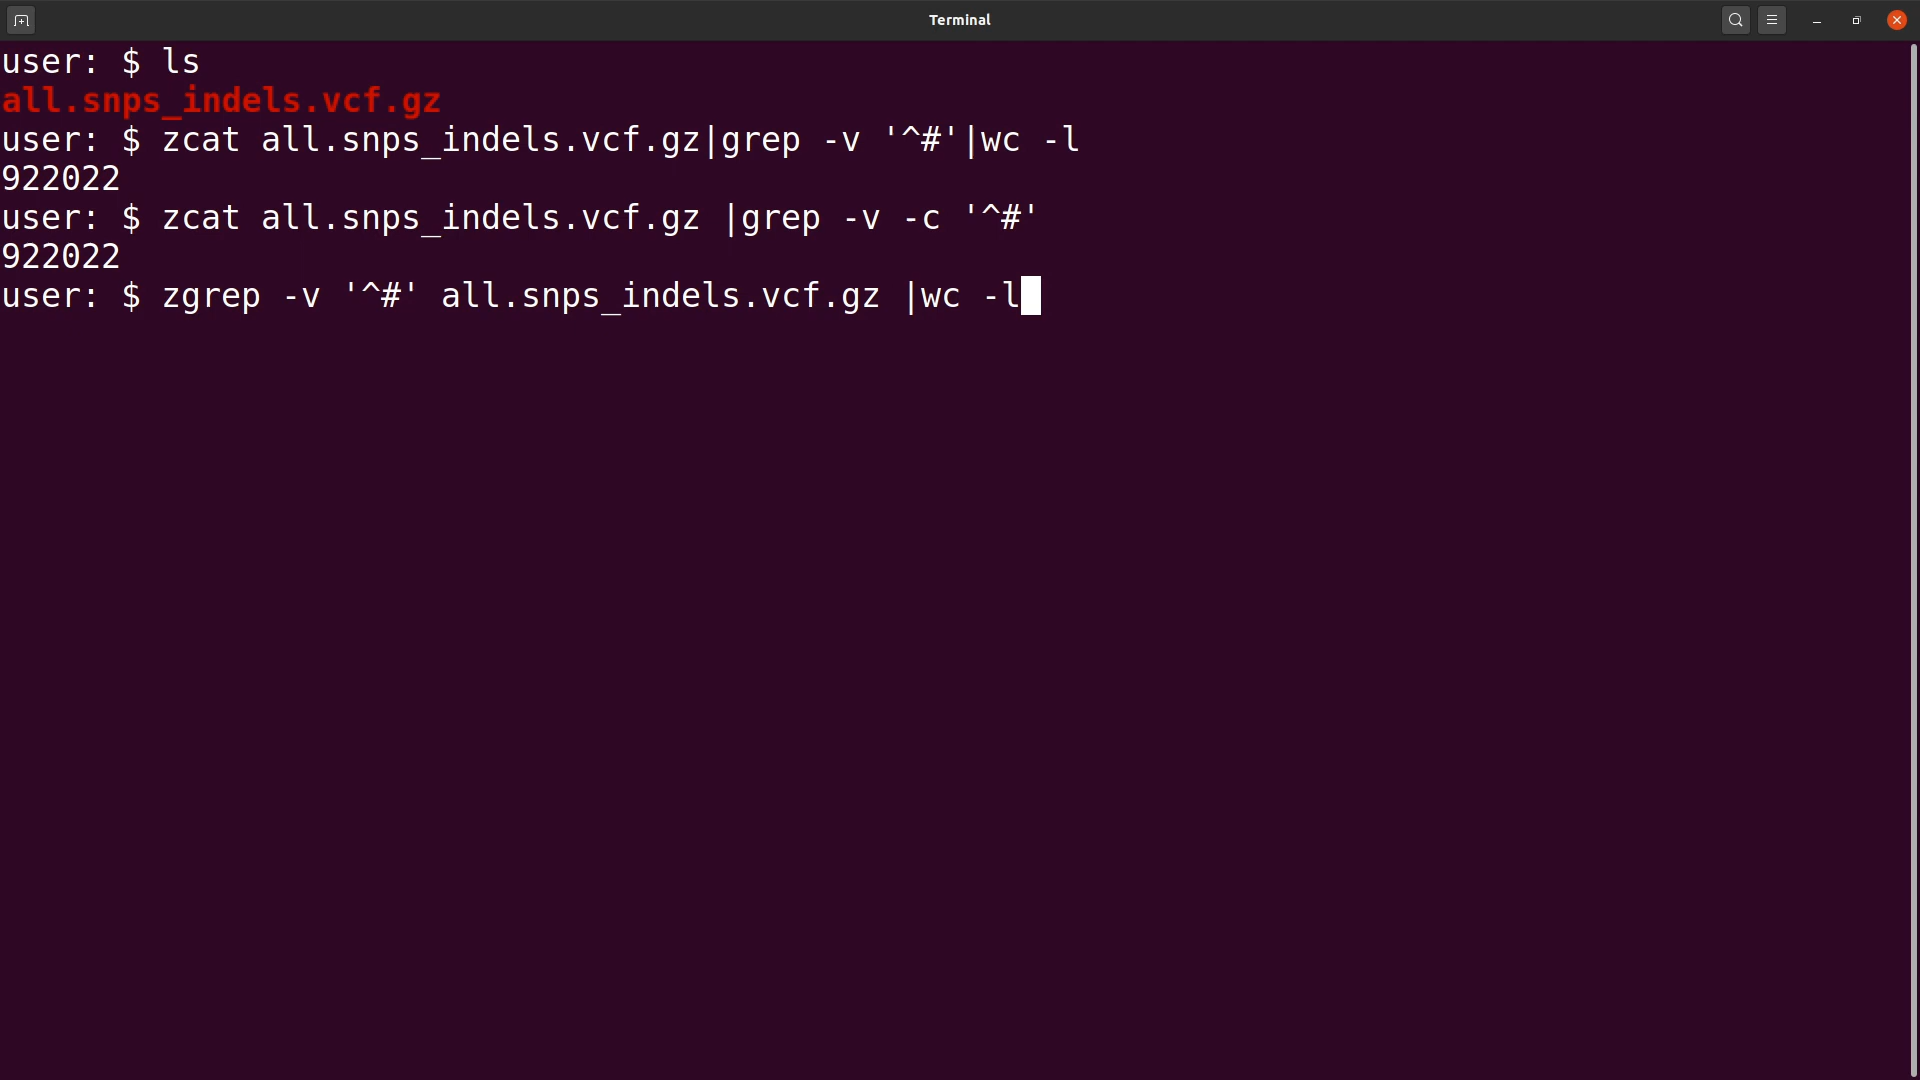 Terminal
user: $ ls
all.snps_indels.vcf.gz
user: $ zcat all.snps_indels.vcf.gz|grep -v '^#'|wc -l
922022
user: $ zcat all.snps_indels.vcf.gz |grep -v -c '^#'
922022
user: $ zgrep -v '^#' all.snps_indels.vcf.gz |wc -l